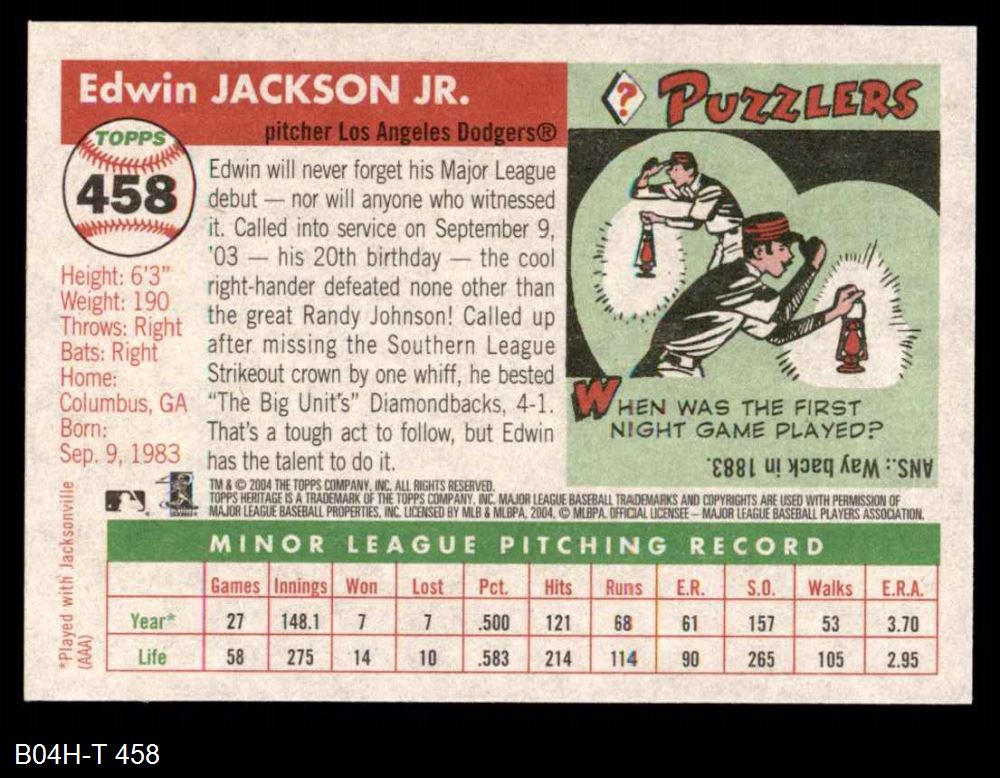 Edwin JACKSON JR.
pitcher Los Angeles Dodgers®
TOPPS
458
Height: 6'3"
Weight: 190
Throws: Right
Bats: Right
Home:
Columbus, GA
Born:
Sep. 9, 1983
Edwin will never forget his Major League
debut — nor will anyone who witnessed
it. Called into service on September 9,
'03 — his 20th birthday — the cool
right-hander defeated none other than
the great Randy Johnson! Called up
after missing the Southern League
Strikeout crown by one whiff, he bested
"The Big Unit's" Diamondbacks, 4-1.
That's a tough act to follow, but Edwin
has the talent to do it.
? PUZZLERS
WHEN WAS THE FIRST
NIGHT GAME PLAYED?
ANS.: Way back in 1883.
TM & © 2004 THE TOPPS COMPANY, INC. ALL RIGHTS RESERVED.
TOPPS HERITAGE IS A TRADEMARK OF THE TOPPS COMPANY, INC. MAJOR LEAGUE BASEBALL TRADEMARKS AND COPYRIGHTS ARE USED WITH PERMISSION OF
MAJOR LEAGUE BASEBALL PROPERTIES, INC. LICENSED BY MLB & MLBPA, 2004. © MLBPA. OFFICIAL LICENSEE – MAJOR LEAGUE BASEBALL PLAYERS ASSOCIATION.
*Played with Jacksonville
(AAA)
MINOR LEAGUE PITCHING RECORD
Games Innings Won Lost Pct. Hits Runs E.R. S.O. Walks E.R.A.
Year* 27 148.1 7 7 .500 121 68 61 157 53 3.70
Life 58 275 14 10 .583 214 114 90 265 105 2.95
B04H-T 458